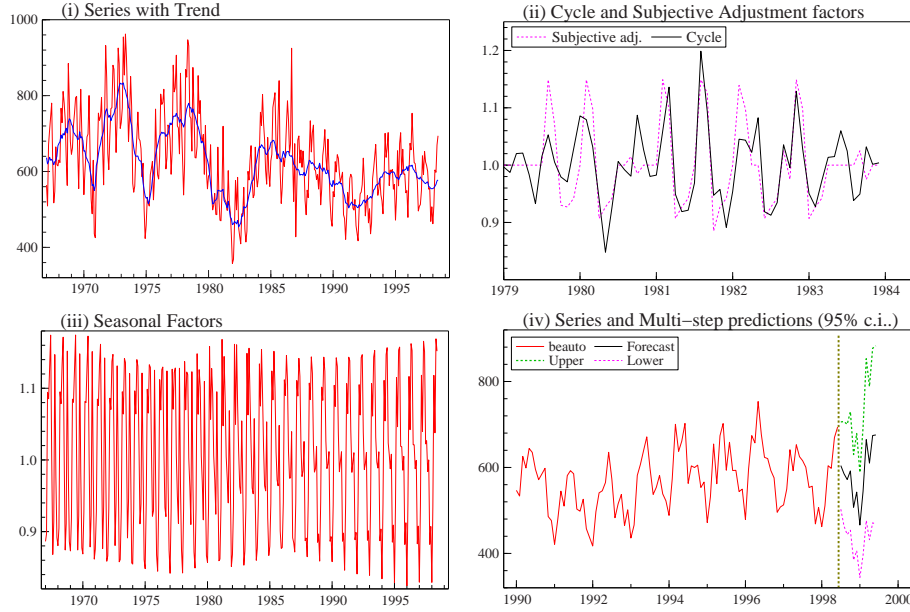 (i) Series with Trend
1000
800
600
400
1970 1975 1980 1985 1990 1995
(ii) Cycle and Subjective Adjustment factors
Subjective adj. Cycle
1.2
1.1
1.0
0.9
1979 1980 1981 1982 1983 1984
(iii) Seasonal Factors
1.1
1.0
0.9
1970 1975 1980 1985 1990 1995
(iv) Series and Multi−step predictions (95% c.i..)
beauto Forecast
Upper Lower
800
600
400
1990 1992 1994 1996 1998 2000